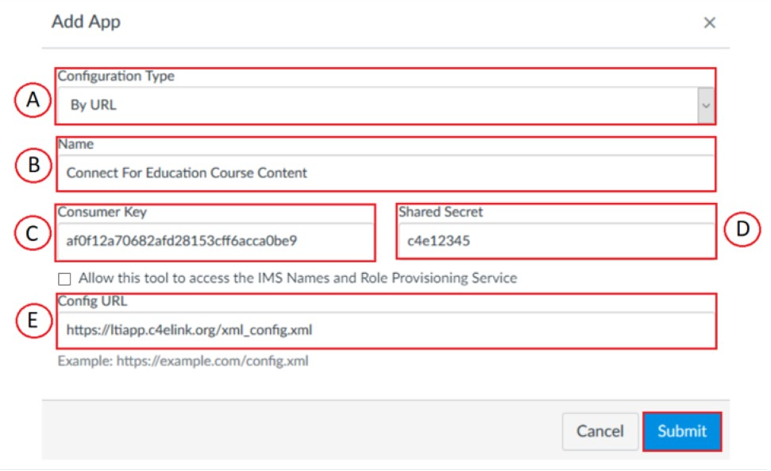 Add App ×
Configuration Type
A
By URL
Name
B
Connect For Education Course Content
Consumer Key Shared Secret
C D
af0f12a70682afd28153cff6acca0be9 c4e12345
Allow this tool to access the IMS Names and Role Provisioning Service
Config URL
E
https://ltiapp.c4elink.org/xml_config.xml
Example: https://example.com/config.xml
Cancel Submit